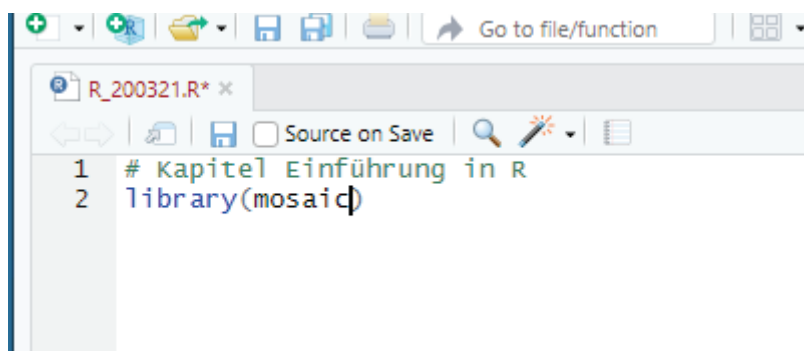 Go to file/function
R_200321.R*
Source on Save
1 # Kapitel Einführung in R
2 library(mosaic)